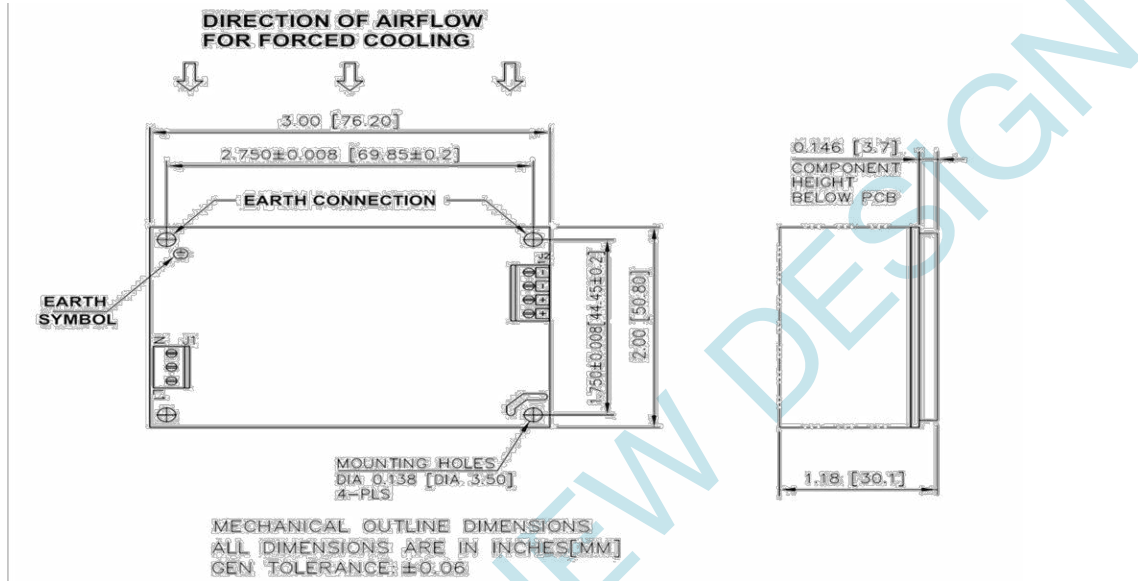 DIRECTION OF AIRFLOW
FOR FORCED COOLING
3.00 [76.20]
2.750±0.008 [69.85±0.2]
EARTH CONNECTION
0.146 [3.7]
COMPONENT
HEIGHT
BELOW PCB
EARTH
SYMBOL
J2
- 
-
+
+
1.750±0.008[44.45±0.2]
2.00 [50.80]
N
J1
L
MOUNTING HOLES
DIA 0.138 [DIA 3.50]
4-PLS
1.18 [30.1]
MECHANICAL OUTLINE DIMENSIONS
ALL DIMENSIONS ARE IN INCHES[MM]
GEN TOLERANCE: ±0.06
NEW DESIGN